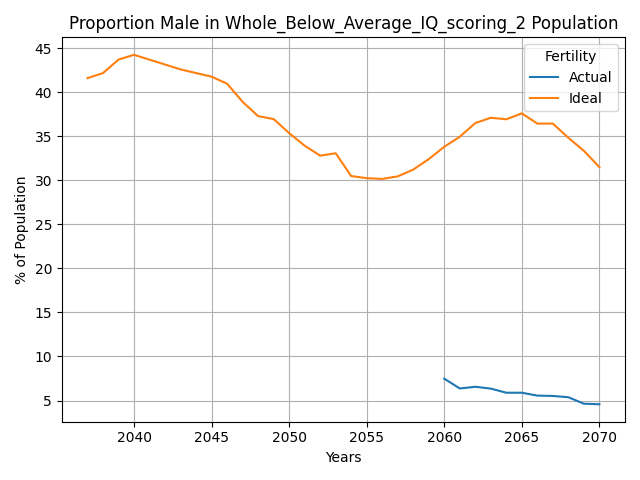 Proportion Male in Whole_Below_Average_IQ_scoring_2 Population
45
40
35
30
25
20
15
10
5
% of Population
Fertility
Actual
Ideal
2040
2045
2050
2055
2060
2065
2070
Years